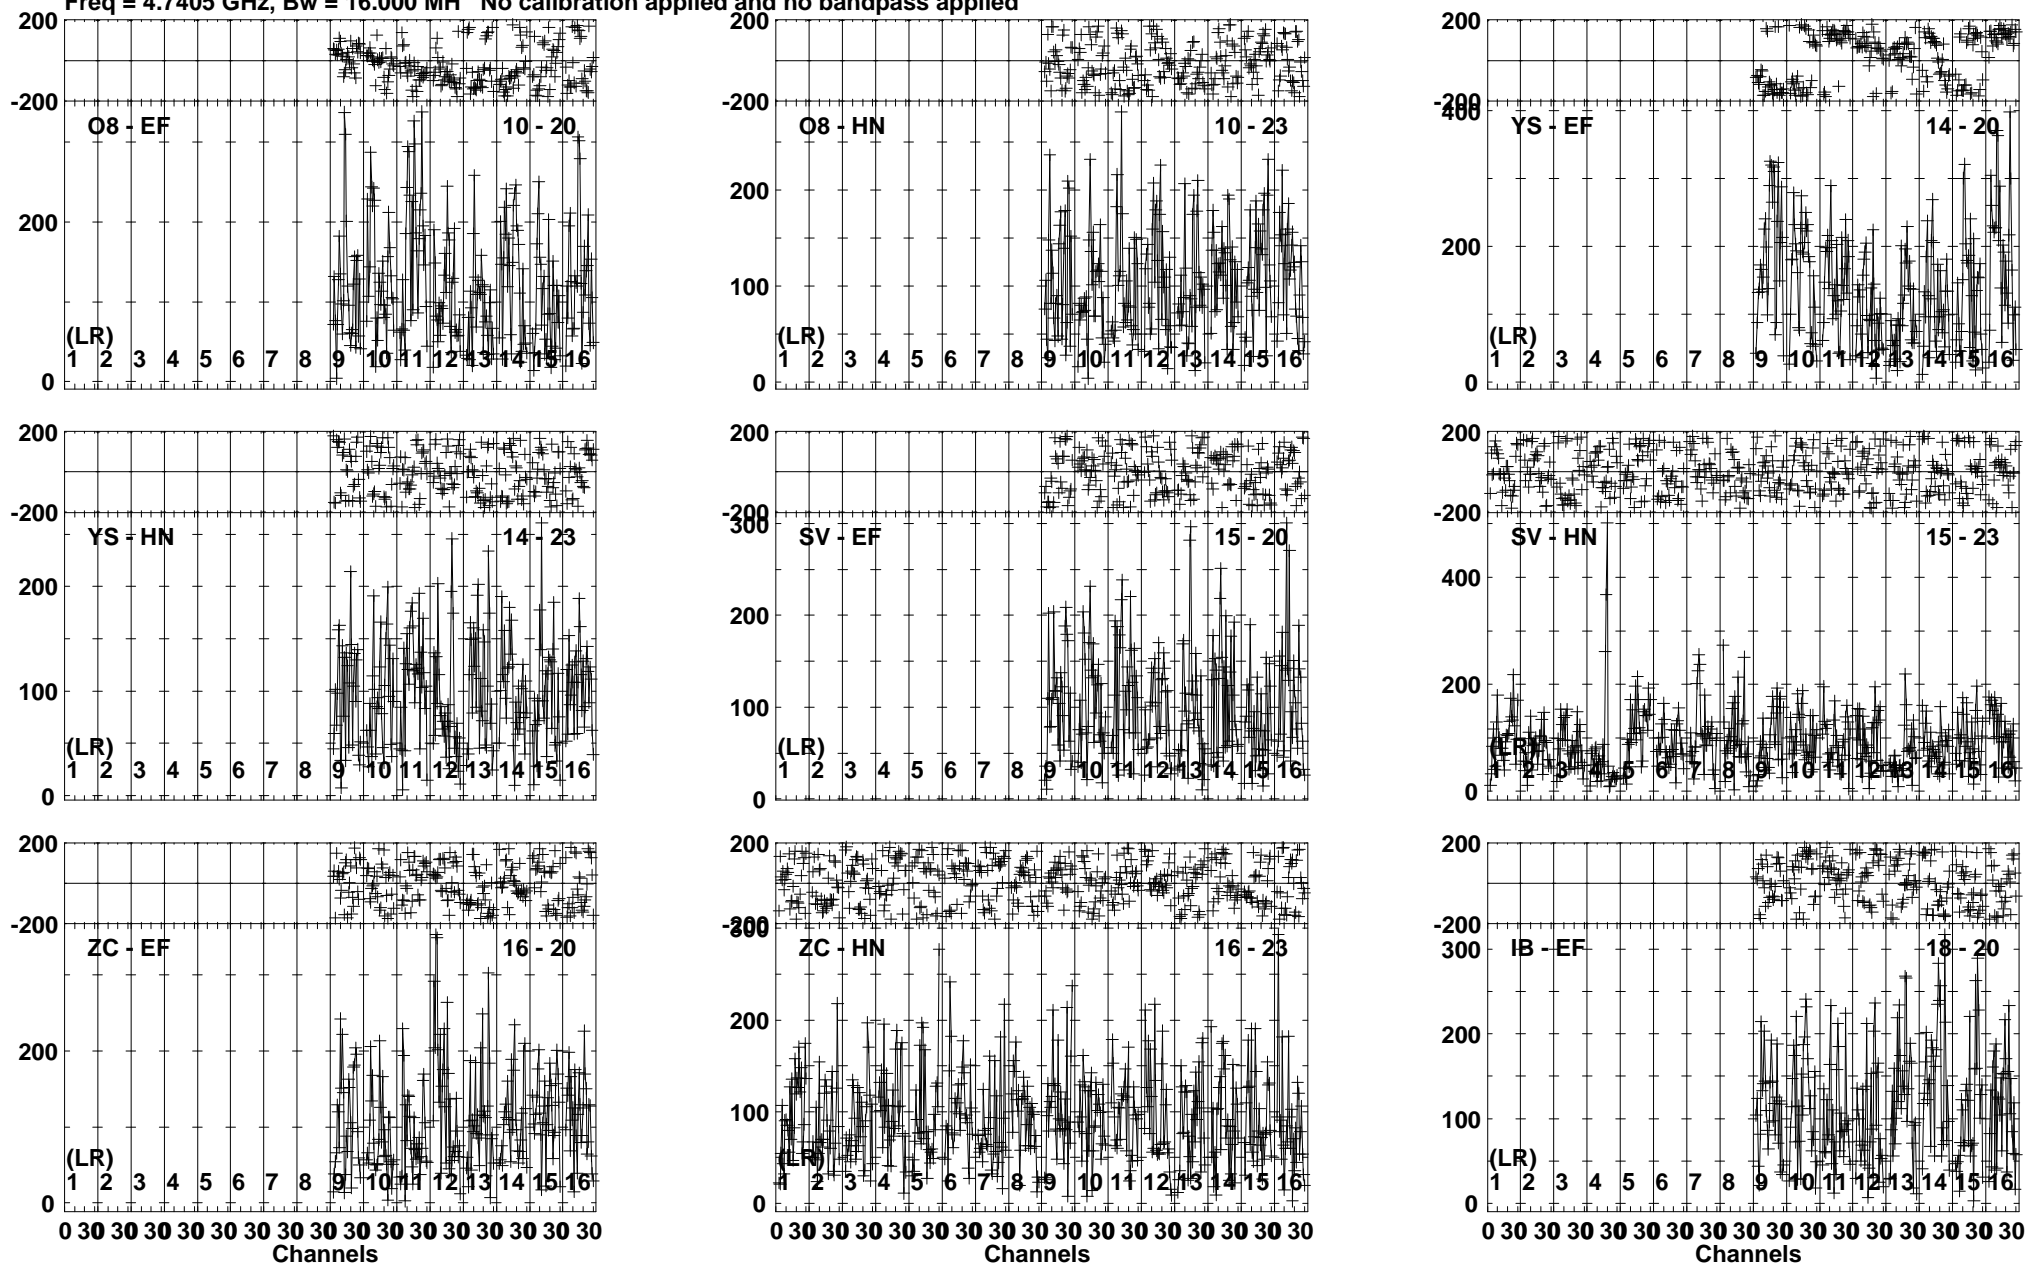 Freq = 4.7405 GHz, Bw = 16.000 MH No calibration applied and no bandpass applied
200 200 200
-200 -200 -200
O8 - EF 10 - 20 O8 - HN 10 - 23 400 YS - EF 14 - 20
200 200 200
100
(LR) (LR) (LR)
1 2 3 4 5 6 7 8 9 10 11 12 13 14 15 16 1 2 3 4 5 6 7 8 9 10 11 12 13 14 15 16 1 2 3 4 5 6 7 8 9 10 11 12 13 14 15 16
0 0 0
200 200 200
-200 -200 -200
YS - HN 14 - 23 300 SV - EF 15 - 20 SV - HN 15 - 23
200 200 400
100 100 200
(LR) (LR) (LR)
1 2 3 4 5 6 7 8 9 10 11 12 13 14 15 16 1 2 3 4 5 6 7 8 9 10 11 12 13 14 15 16 1 2 3 4 5 6 7 8 9 10 11 12 13 14 15 16
0 0 0
200 200 200
-200 -200 -200
ZC - EF 16 - 20 300 ZC - HN 16 - 23 300 IB - EF 18 - 20
200 200 200
100 100
(LR) (LR) (LR)
1 2 3 4 5 6 7 8 9 10 11 12 13 14 15 16 1 2 3 4 5 6 7 8 9 10 11 12 13 14 15 16 1 2 3 4 5 6 7 8 9 10 11 12 13 14 15 16
0 0 0
0 30 30 30 30 30 30 30 30 30 30 30 30 30 30 30 30 0 30 30 30 30 30 30 30 30 30 30 30 30 30 30 30 30 0 30 30 30 30 30 30 30 30 30 30 30 30 30 30 30 30
Channels Channels Channels